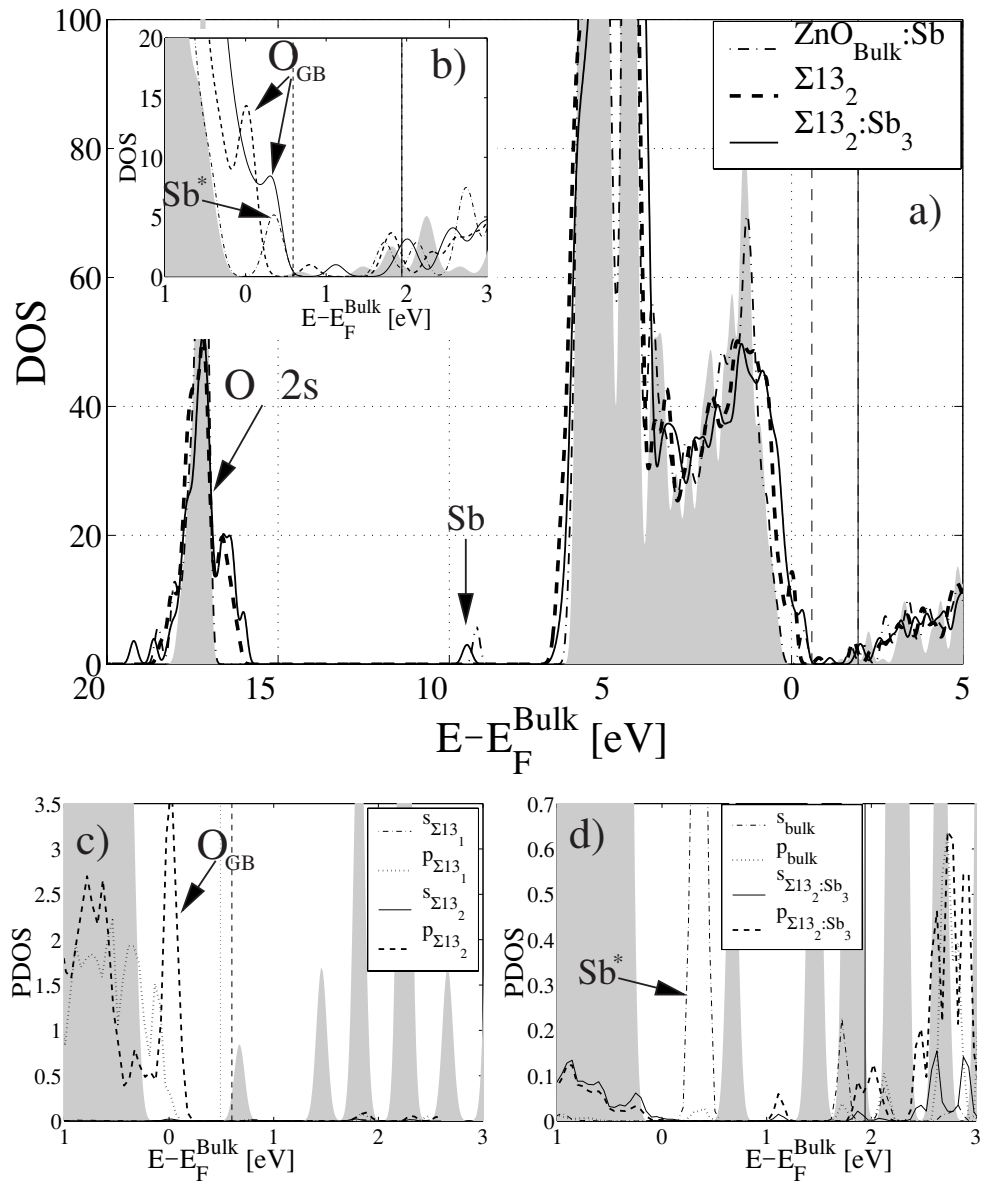 100
80
60
40
20
0
DOS
20
15
10
5
0
DOS
b)
O_GB
Sb*
1 0 1 2 3
E−E_F^Bulk [eV]
ZnO_Bulk:Sb
Σ13_2
Σ13_2:Sb_3
a)
O 2s
Sb
20 15 10 5 0 5
E−E_F^Bulk [eV]
3.5
3
2.5
2
1.5
1
0.5
0
PDOS
c)
O_GB
s_Σ13_1
p_Σ13_1
s_Σ13_2
p_Σ13_2
1 0 1 2 3
E−E_F^Bulk [eV]
0.7
0.6
0.5
0.4
0.3
0.2
0.1
0
PDOS
d)
Sb*
s_bulk
p_bulk
s_Σ13_2:Sb_3
p_Σ13_2:Sb_3
1 0 1 2 3
E−E_F^Bulk [eV]